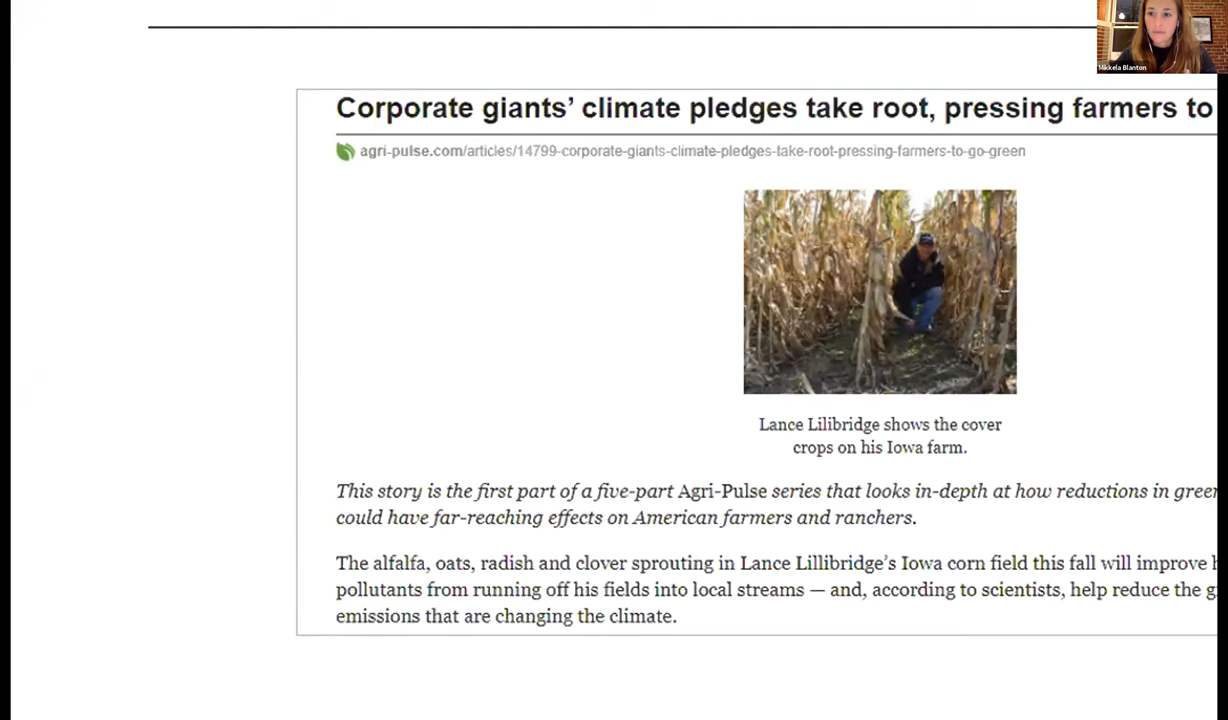 Mikkela Blanton
Corporate giants' climate pledges take root, pressing farmers to
agri-pulse.com/articles/14799-corporate-giants-climate-pledges-take-root-pressing-farmers-to-go-green
Lance Lilibridge shows the cover
crops on his Iowa farm.
This story is the first part of a five-part Agri-Pulse series that looks in-depth at how reductions in
could have far-reaching effects on American farmers and ranchers.
The alfalfa, oats, radish and clover sprouting in Lance Lillibridge's Iowa corn field this fall will improve
pollutants from running off his fields into local streams — and, according to scientists, help reduce the
emissions that are changing the climate.